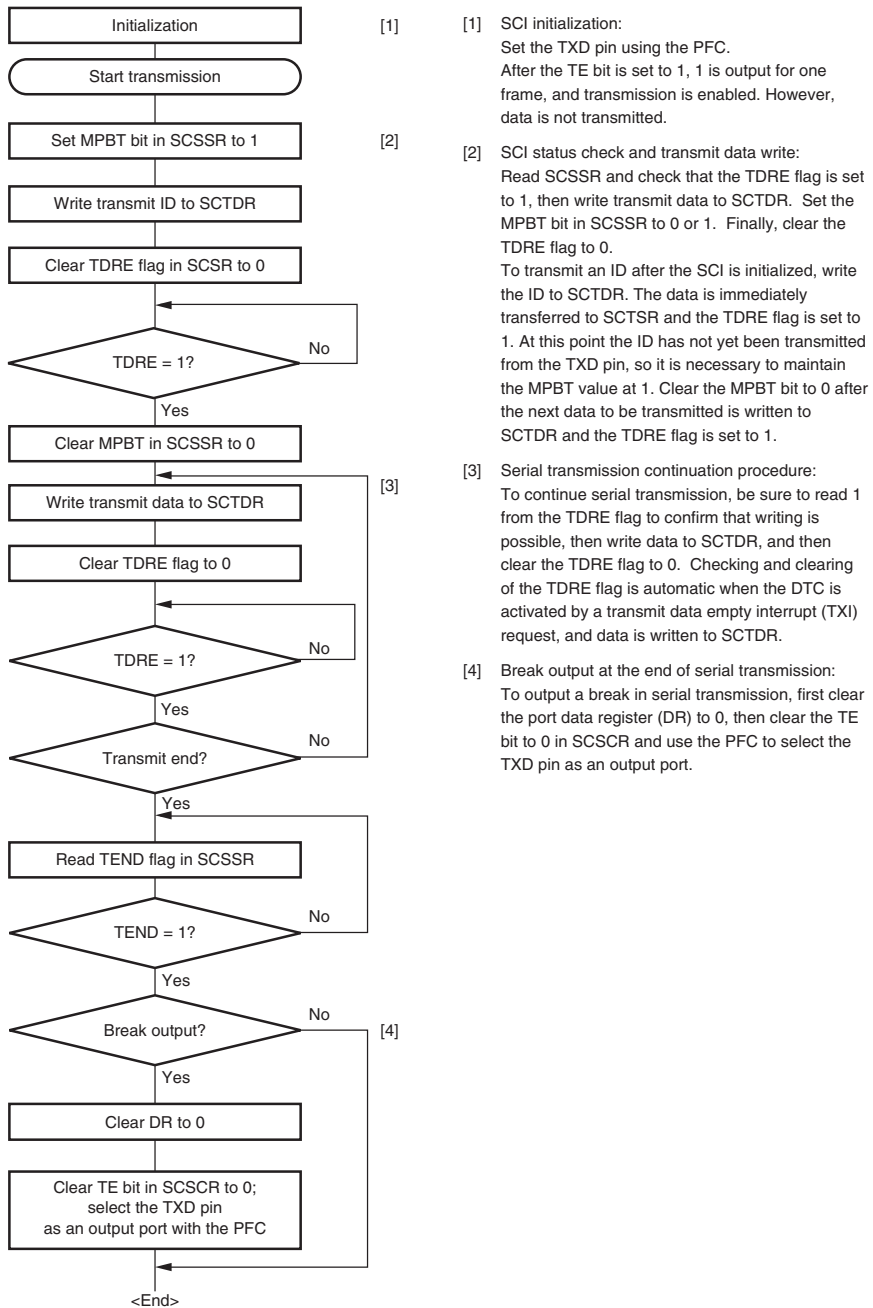 Initialization
[1]
Start transmission
Set MPBT bit in SCSSR to 1
[2]
Write transmit ID to SCTDR
Clear TDRE flag in SCSR to 0
TDRE = 1?
No
Yes
Clear MPBT in SCSSR to 0
[3]
Write transmit data to SCTDR
Clear TDRE flag to 0
TDRE = 1?
No
Yes
Transmit end?
No
Yes
Read TEND flag in SCSSR
TEND = 1?
No
Yes
Break output?
No
[4]
Yes
Clear DR to 0
Clear TE bit in SCSCR to 0;
select the TXD pin
as an output port with the PFC
<End>
[1] SCI initialization:
Set the TXD pin using the PFC.
After the TE bit is set to 1, 1 is output for one
frame, and transmission is enabled. However,
data is not transmitted.
[2] SCI status check and transmit data write:
Read SCSSR and check that the TDRE flag is set
to 1, then write transmit data to SCTDR. Set the
MPBT bit in SCSSR to 0 or 1. Finally, clear the
TDRE flag to 0.
To transmit an ID after the SCI is initialized, write
the ID to SCTDR. The data is immediately
transferred to SCTSR and the TDRE flag is set to
1. At this point the ID has not yet been transmitted
from the TXD pin, so it is necessary to maintain
the MPBT value at 1. Clear the MPBT bit to 0 after
the next data to be transmitted is written to
SCTDR and the TDRE flag is set to 1.
[3] Serial transmission continuation procedure:
To continue serial transmission, be sure to read 1
from the TDRE flag to confirm that writing is
possible, then write data to SCTDR, and then
clear the TDRE flag to 0. Checking and clearing
of the TDRE flag is automatic when the DTC is
activated by a transmit data empty interrupt (TXI)
request, and data is written to SCTDR.
[4] Break output at the end of serial transmission:
To output a break in serial transmission, first clear
the port data register (DR) to 0, then clear the TE
bit to 0 in SCSCR and use the PFC to select the
TXD pin as an output port.